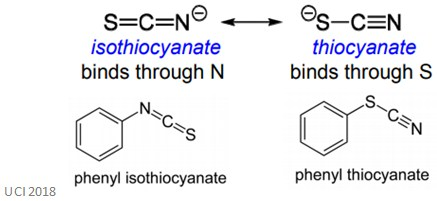 S=C=N⊖ ⟷ ⊖S–C≡N
isothiocyanate thiocyanate
binds through N binds through S
N C S
S C N
phenyl isothiocyanate phenyl thiocyanate
UCI 2018